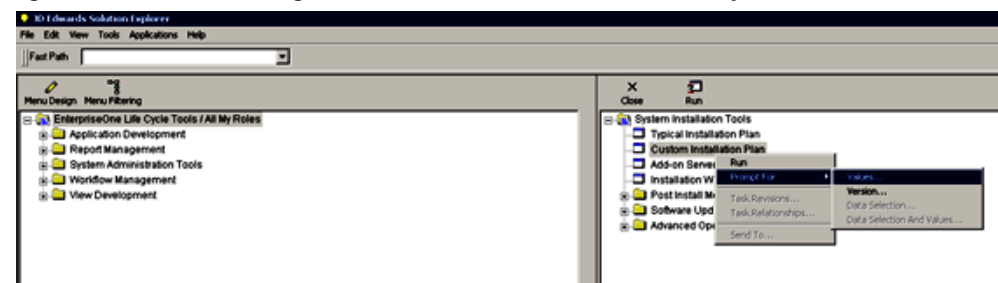 JD Edwards Solution Explorer
File Edit View Tools Applications Help
Fast Path
Menu Design Menu Filtering
Close Run
EnterpriseOne Life Cycle Tools / All My Roles
Application Development
Report Management
System Administration Tools
Workflow Management
View Development
System Installation Tools
Typical Installation Plan
Custom Installation Plan
Add-on Server
Installation W
Post Install M
Software Upd
Advanced Ope
Run
Prompt For
Task Revisions...
Task Relationships...
Send To...
Values...
Version...
Data Selection...
Data Selection And Values...